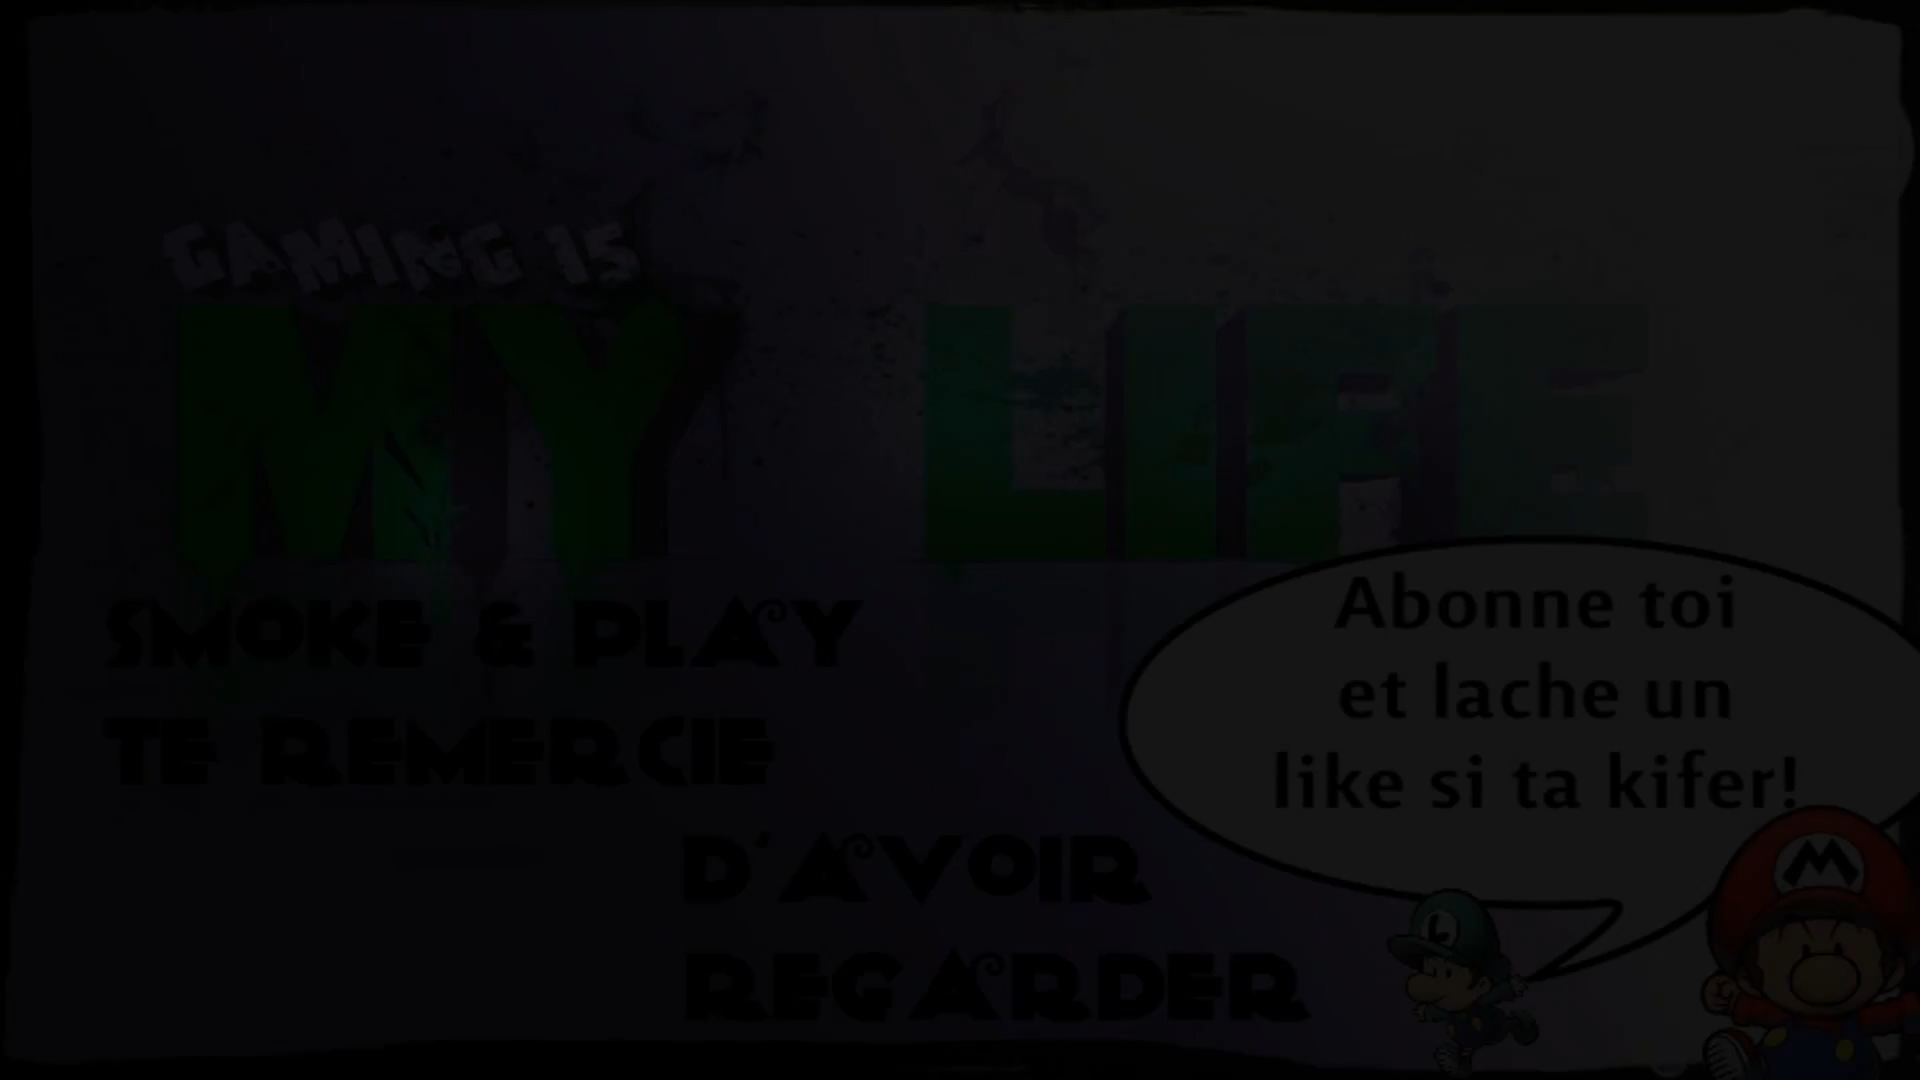 GAMING IS
MY LIFE
SMOKE & PLAY
TE REMERCIE
D'AVOIR
REGARDER
Abonne toi
et lache un
like si ta kifer!
M
L